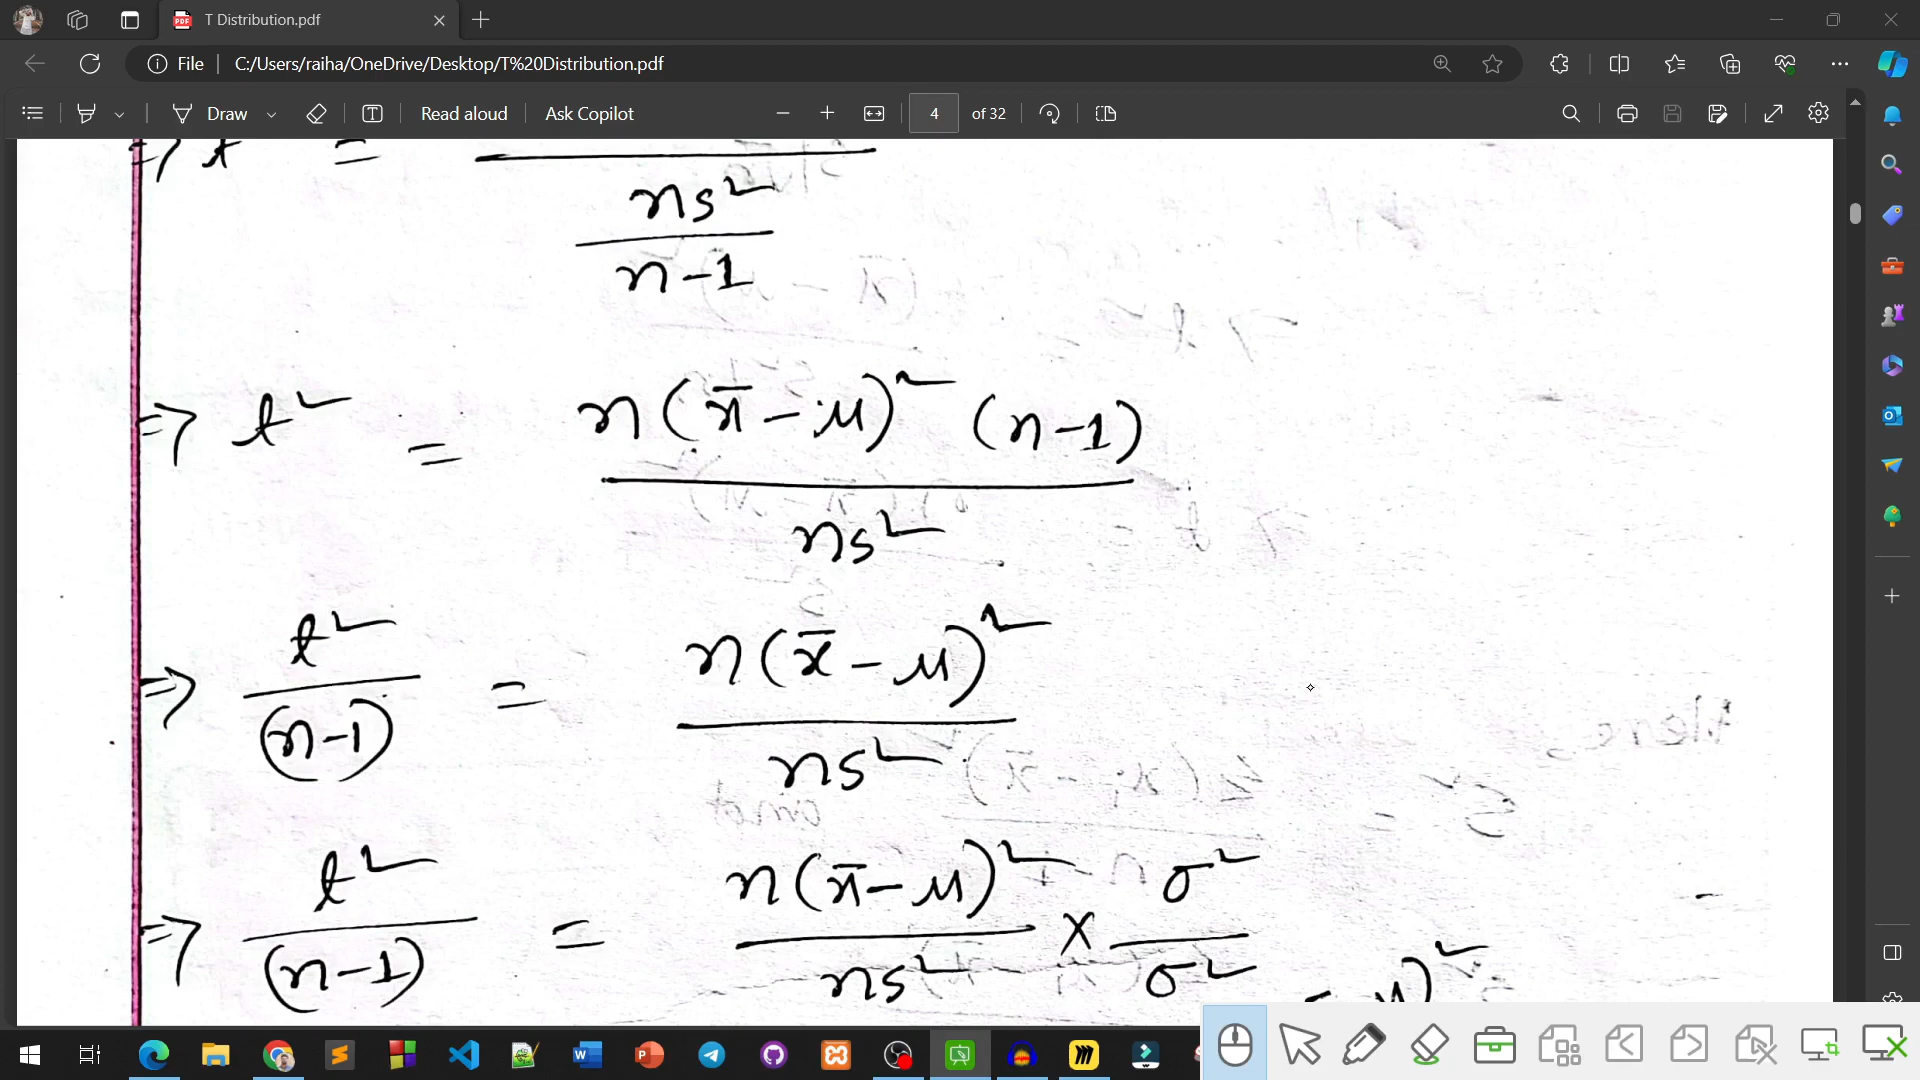 T Distribution.pdf
File | C:/Users/raiha/OneDrive/Desktop/T%20Distribution.pdf
Draw Read aloud Ask Copilot 4 of 32
⇒ t =
ns²
n-1
⇒ t² = n(x̄-μ)² (n-1)
ns²
⇒ t² / (n-1) = n(x̄-μ)² / ns²
⇒ t² / (n-1) = n(x̄-μ)² / ns² × σ² / σ²